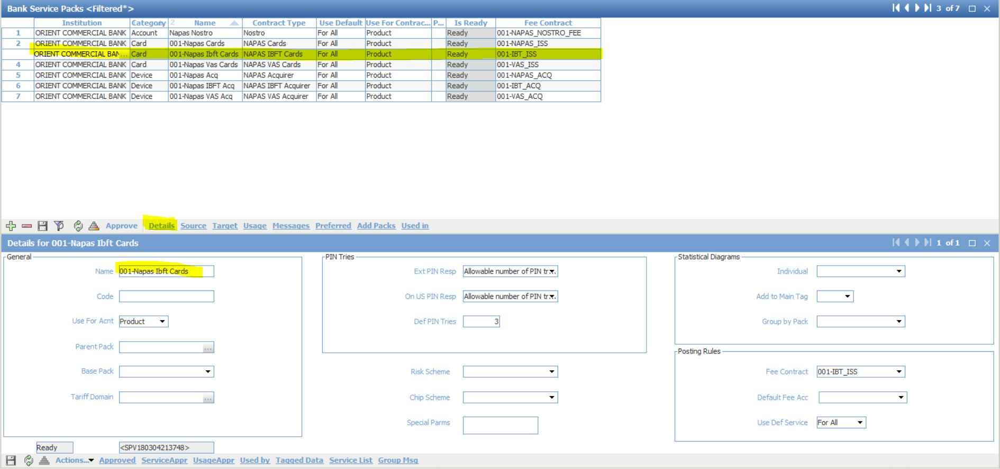 Bank Service Packs <Filtered*> 3 of 7
Institution Category 2 Name Contract Type Use Default Use For Contrac... P... Is Ready Fee Contract
1 ORIENT COMMERCIAL BANK Account Napas Nostro Nostro For All Product Ready 001-NAPAS_NOSTRO_FEE
2 ORIENT COMMERCIAL BANK Card 001-Napas Cards NAPAS Cards For All Product Ready 001-NAPAS_ISS
ORIENT COMMERCIAL BAN... Card 001-Napas Ibft Cards NAPAS IBFT Cards For All Product Ready 001-IBT_ISS
4 ORIENT COMMERCIAL BANK Card 001-Napas Vas Cards NAPAS VAS Cards For All Product Ready 001-VAS_ISS
5 ORIENT COMMERCIAL BANK Device 001-Napas Acq NAPAS Acquirer For All Product Ready 001-NAPAS_ACQ
6 ORIENT COMMERCIAL BANK Device 001-Napas IBFT Acq NAPAS IBFT Acquirer For All Product Ready 001-IBT_ACQ
7 ORIENT COMMERCIAL BANK Device 001-Napas VAS Acq NAPAS VAS Acquirer For All Product Ready 001-VAS_ACQ
Approve Details Source Target Usage Messages Preferred Add Packs Used in
Details for 001-Napas Ibft Cards 1 of 1
General
Name 001-Napas Ibft Cards
Code
Use For Acnt Product
Parent Pack ...
Base Pack
Tariff Domain ...
Ready <SPV180304213748>
PIN Tries
Ext PIN Resp Allowable number of PIN tr...
On US PIN Resp Allowable number of PIN tr...
Def PIN Tries 3
Risk Scheme
Chip Scheme
Special Parms
Statistical Diagrams
Individual
Add to Main Tag
Group by Pack
Posting Rules
Fee Contract 001-IBT_ISS
Default Fee Acc
Use Def Service For All
Actions... Approved ServiceAppr UsageAppr Used by Tagged Data Service List Group Msg